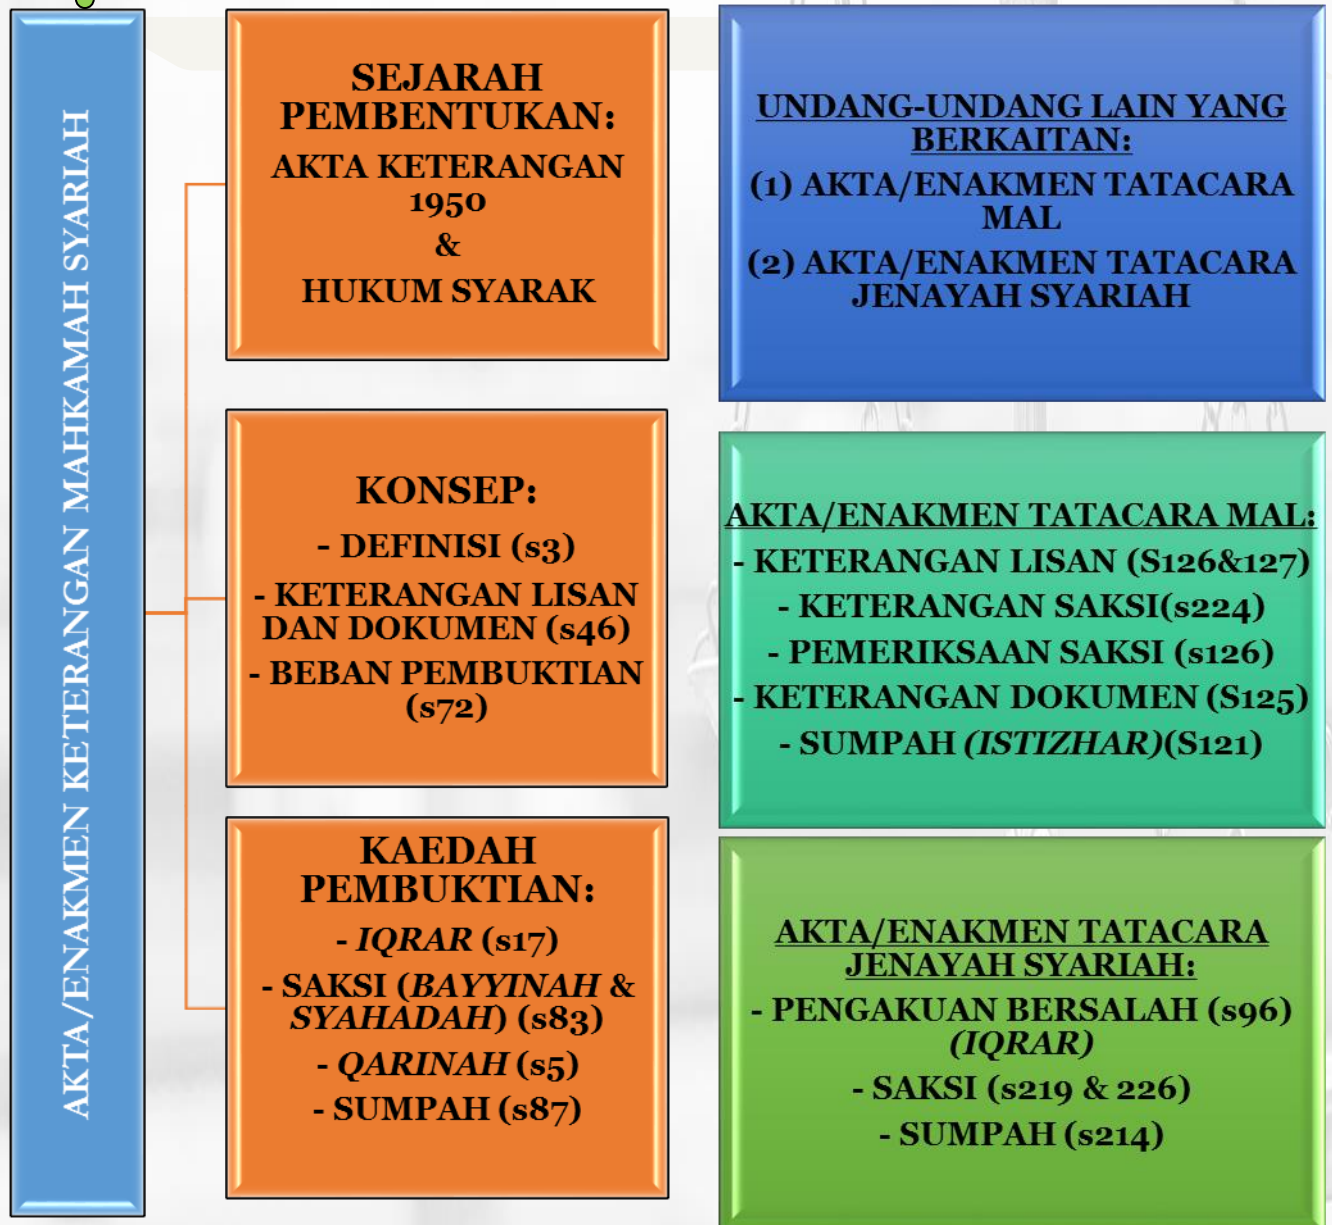 AKTA/ENAKMEN KETERANGAN MAHKAMAH SYARIAH
SEJARAH
PEMBENTUKAN:
AKTA KETERANGAN
1950
&
HUKUM SYARAK
KONSEP:
- DEFINISI (s3)
- KETERANGAN LISAN
DAN DOKUMEN (s46)
- BEBAN PEMBUKTIAN
(s72)
KAEDAH
PEMBUKTIAN:
- IQRAR (s17)
- SAKSI (BAYYINAH &
SYAHADAH) (s83)
- QARINAH (s5)
- SUMPAH (s87)
UNDANG-UNDANG LAIN YANG
BERKAITAN:
(1) AKTA/ENAKMEN TATACARA
MAL
(2) AKTA/ENAKMEN TATACARA
JENAYAH SYARIAH
AKTA/ENAKMEN TATACARA MAL:
- KETERANGAN LISAN (S126&127)
- KETERANGAN SAKSI(s224)
- PEMERIKSAAN SAKSI (s126)
- KETERANGAN DOKUMEN (S125)
- SUMPAH (ISTIZHAR)(S121)
AKTA/ENAKMEN TATACARA
JENAYAH SYARIAH:
- PENGAKUAN BERSALAH (s96)
(IQRAR)
- SAKSI (s219 & 226)
- SUMPAH (s214)